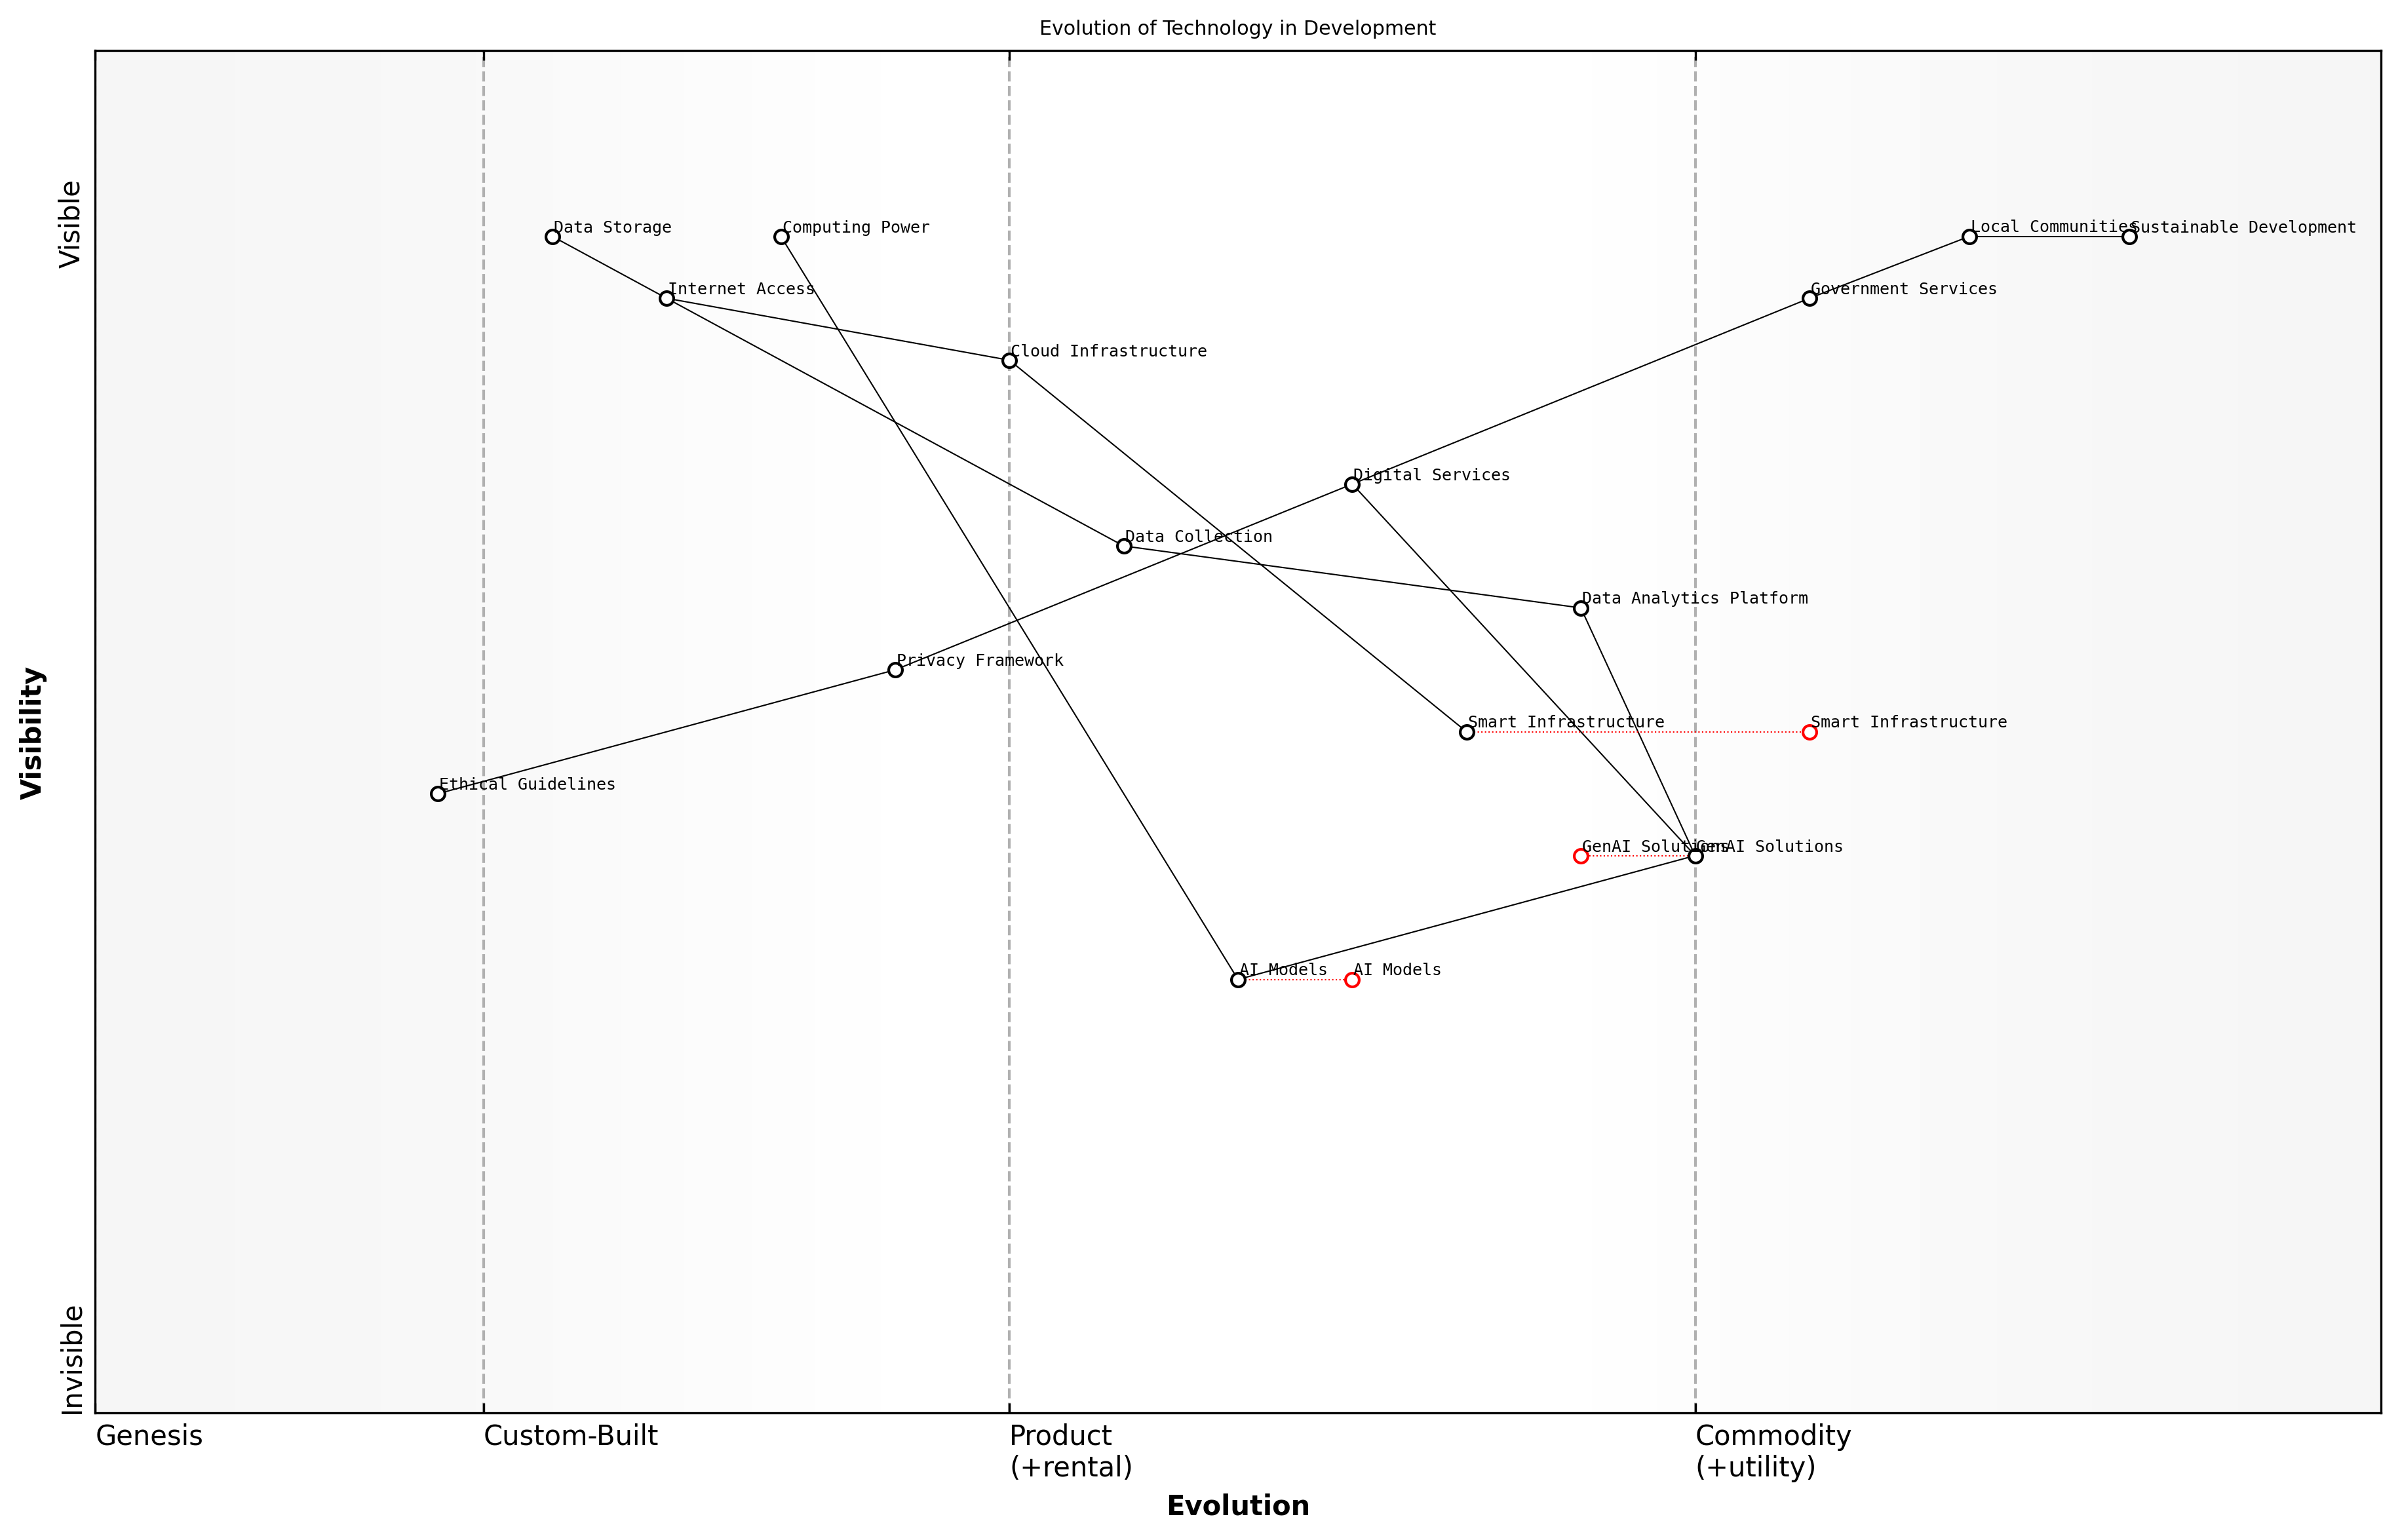 Evolution of Technology in Development
Visible
Data Storage
Computing Power
Local Communities
Sustainable Development
Internet Access
Government Services
Cloud Infrastructure
Digital Services
Data Collection
Data Analytics Platform
Privacy Framework
Visibility
Smart Infrastructure
Smart Infrastructure
Ethical Guidelines
GenAI Solutions
GenAI Solutions
AI Models
AI Models
Invisible
Genesis
Custom-Built
Product
(+rental)
Commodity
(+utility)
Evolution